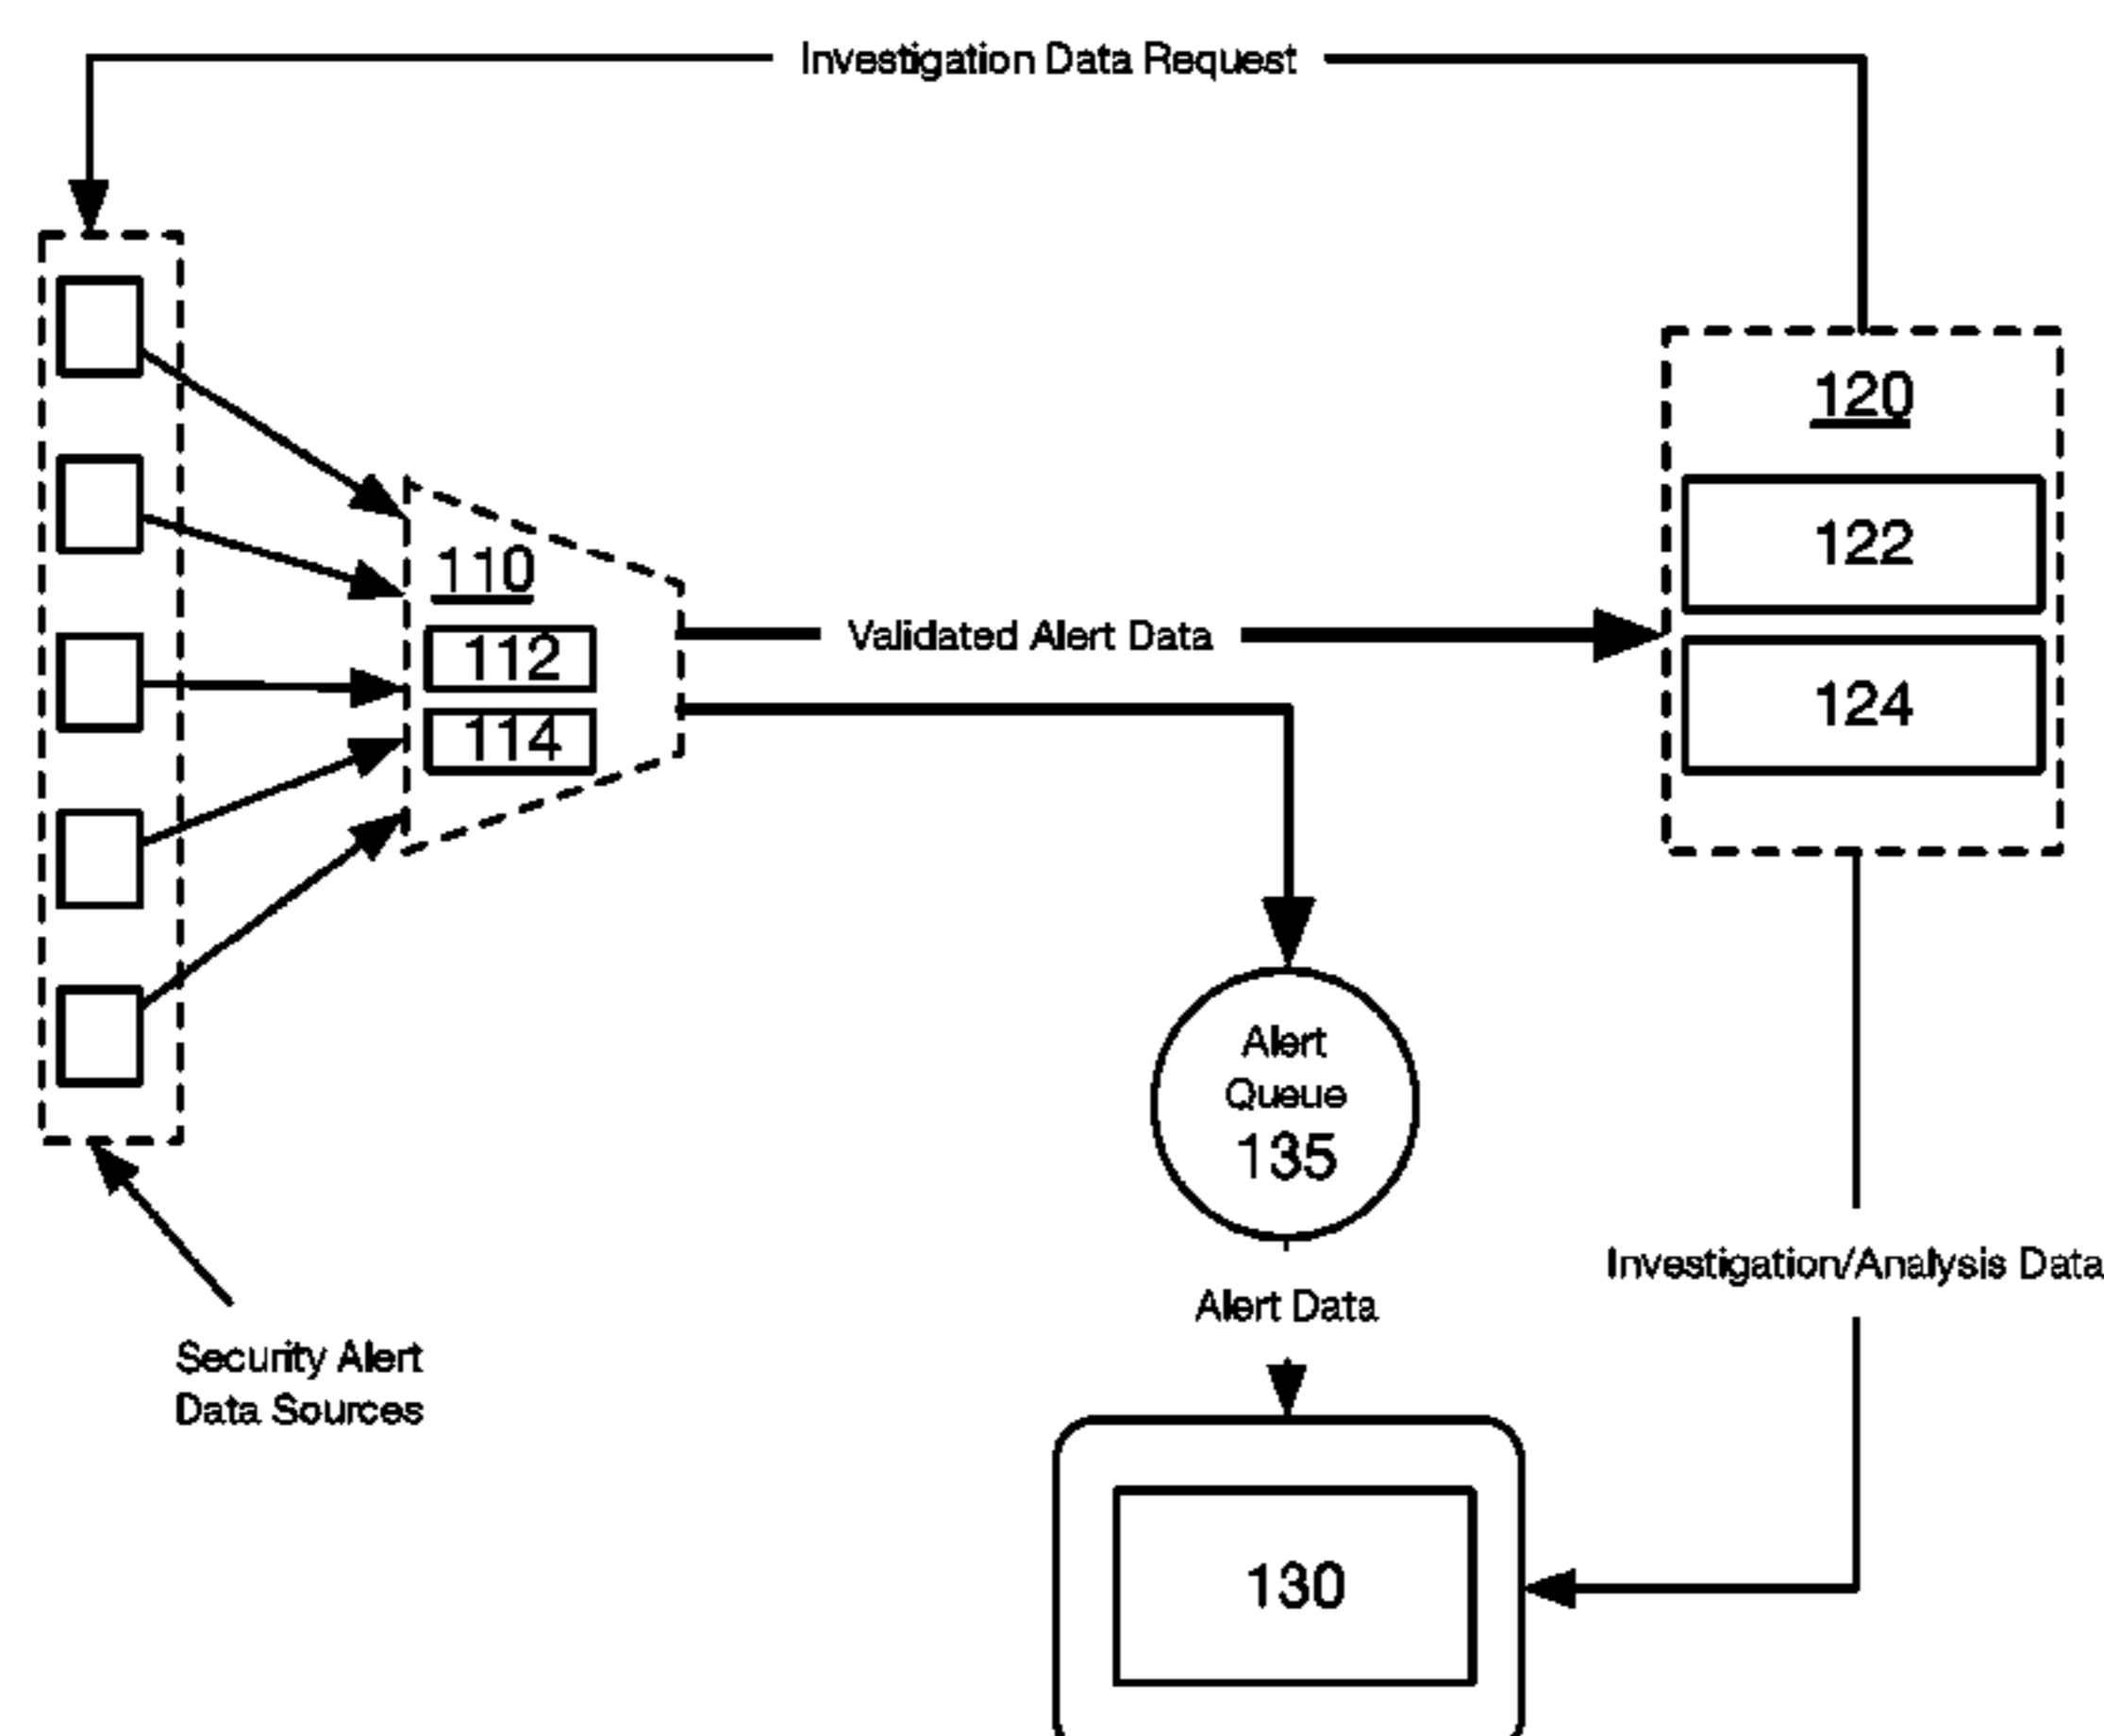 Investigation Data Request
120
122
110
Validated Alert Data
112
124
114
Alert
Queue
135
Investigation/Analysis Data
Alert Data
Security Alert
Data Sources
130